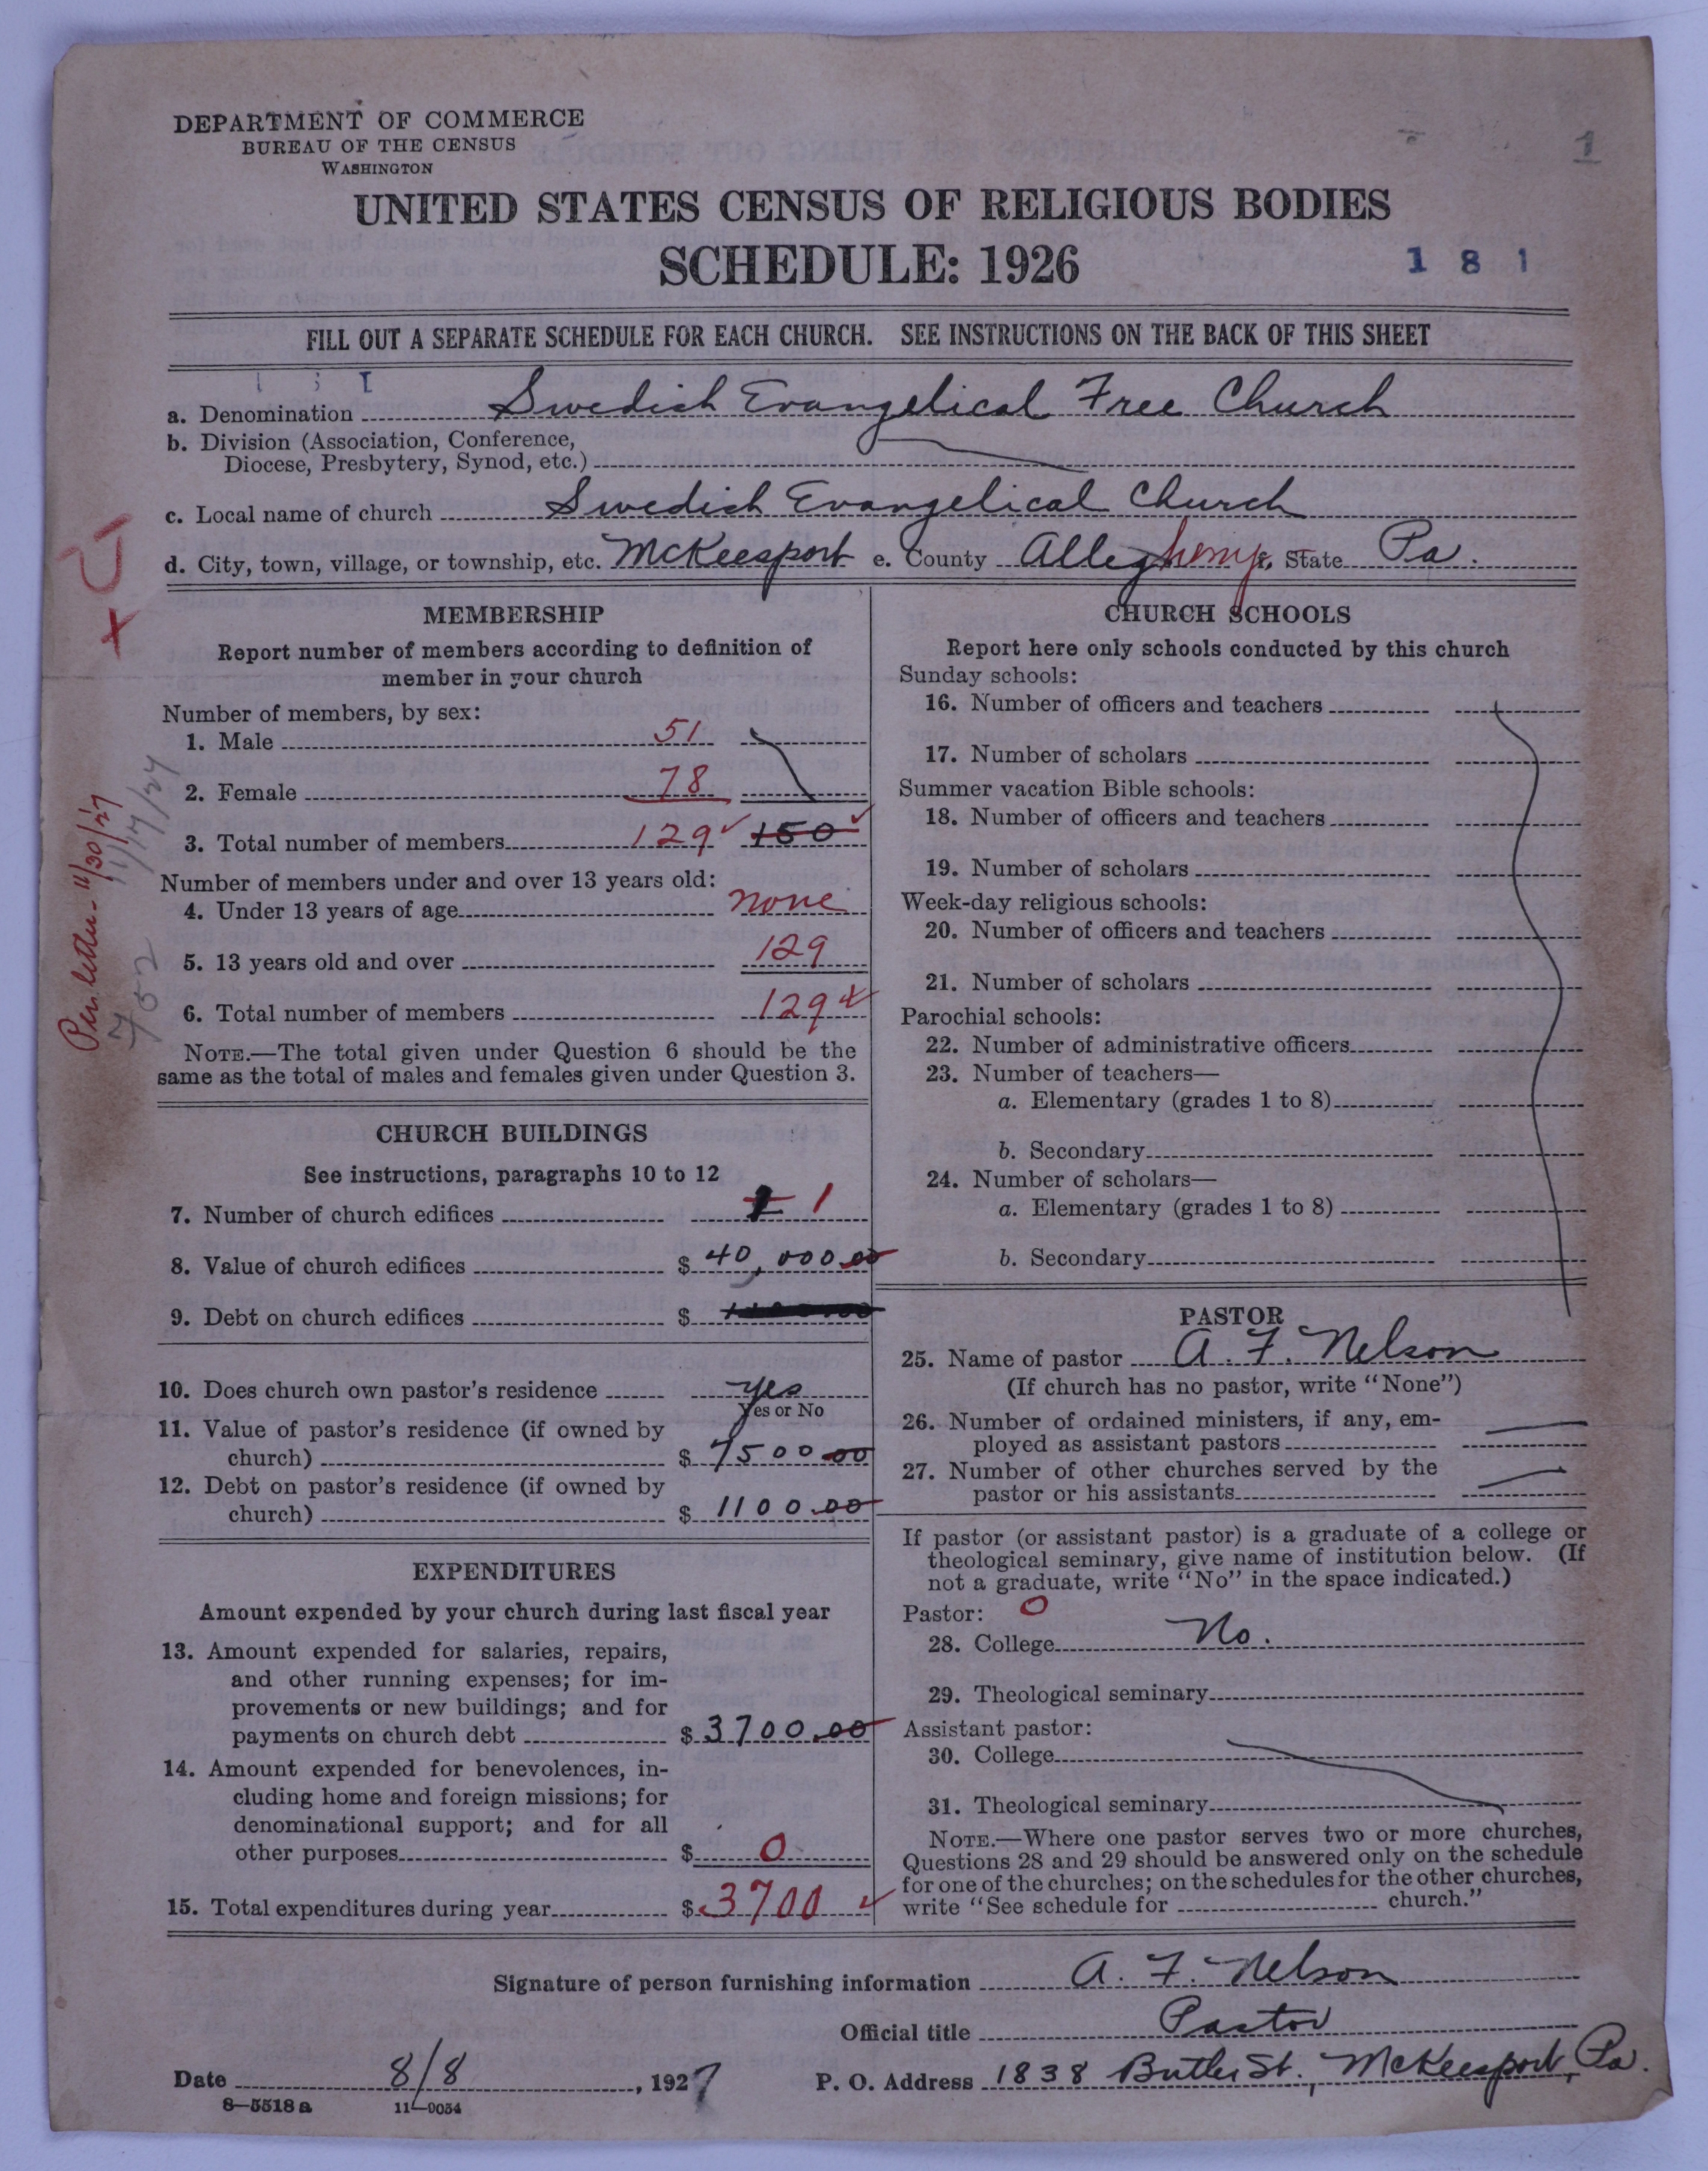 DEPARTMENT OF COMMERCE
BUREAU OF THE CENSUS
WASHINGTON
1
UNITED STATES CENSUS OF RELIGIOUS BODIES
SCHEDULE: 1926
1 8 1
FILL OUT A SEPARATE SCHEDULE FOR EACH CHURCH. SEE INSTRUCTIONS ON THE BACK OF THIS SHEET
a. Denomination Swedish Evangelical Free Church
b. Division (Association, Conference,
Diocese, Presbytery, Synod, etc.)
c. Local name of church Swedish Evangelical Church
d. City, town, village, or township, etc. McKeesport e. County Allegheny f. State Pa.
MEMBERSHIP
Report number of members according to definition of
member in your church
Number of members, by sex:
1. Male 51
2. Female 78
3. Total number of members 129 150
Number of members under and over 13 years old:
4. Under 13 years of age none
5. 13 years old and over 129
6. Total number of members 129
NOTE.—The total given under Question 6 should be the
same as the total of males and females given under Question 3.
Per letter- 11/30/27
11/17/27
752
CHURCH BUILDINGS
See instructions, paragraphs 10 to 12
7. Number of church edifices 1 1
8. Value of church edifices $ 40,000.00
9. Debt on church edifices $
10. Does church own pastor's residence yes
Yes or No
11. Value of pastor's residence (if owned by
church) $ 7500.00
12. Debt on pastor's residence (if owned by
church) $ 1100.00
EXPENDITURES
Amount expended by your church during last fiscal year
13. Amount expended for salaries, repairs,
and other running expenses; for im-
provements or new buildings; and for
payments on church debt $ 3700.00
14. Amount expended for benevolences, in-
cluding home and foreign missions; for
denominational support; and for all
other purposes $ 0
15. Total expenditures during year $ 3700
CHURCH SCHOOLS
Report here only schools conducted by this church
Sunday schools:
16. Number of officers and teachers
17. Number of scholars
Summer vacation Bible schools:
18. Number of officers and teachers
19. Number of scholars
Week-day religious schools:
20. Number of officers and teachers
21. Number of scholars
Parochial schools:
22. Number of administrative officers
23. Number of teachers—
a. Elementary (grades 1 to 8)
b. Secondary
24. Number of scholars—
a. Elementary (grades 1 to 8)
b. Secondary
PASTOR
25. Name of pastor A. F. Nelson
(If church has no pastor, write "None")
26. Number of ordained ministers, if any, em-
ployed as assistant pastors
27. Number of other churches served by the
pastor or his assistants
If pastor (or assistant pastor) is a graduate of a college or
theological seminary, give name of institution below. (If
not a graduate, write "No" in the space indicated.)
Pastor: 0
28. College No.
29. Theological seminary
Assistant pastor:
30. College
31. Theological seminary
NOTE.—Where one pastor serves two or more churches,
Questions 28 and 29 should be answered only on the schedule
for one of the churches; on the schedules for the other churches,
write "See schedule for church."
Signature of person furnishing information A. F. Nelson
Official title Pastor
Date 8/8, 1927
P. O. Address 1838 Butler St., McKeesport, Pa.
8—5518 a 11—9034